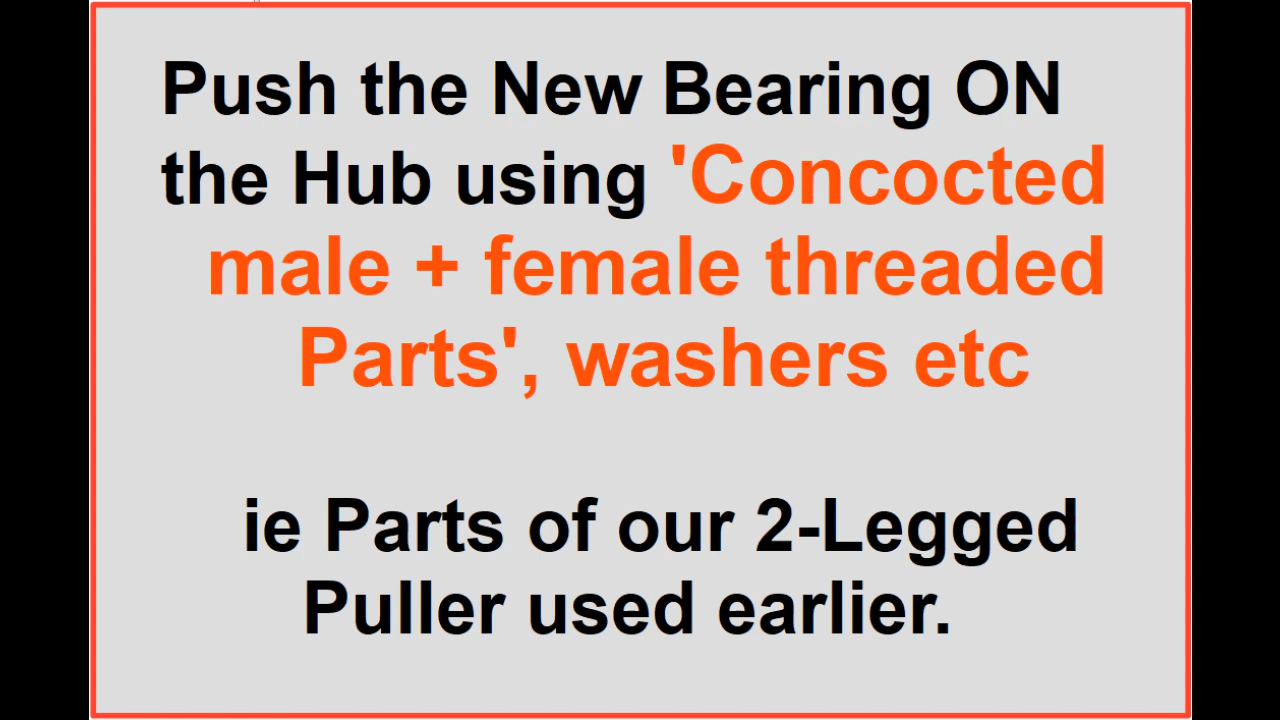 Push the New Bearing ON
the Hub using 'Concocted
male + female threaded
Parts', washers etc
ie Parts of our 2-Legged
Puller used earlier.